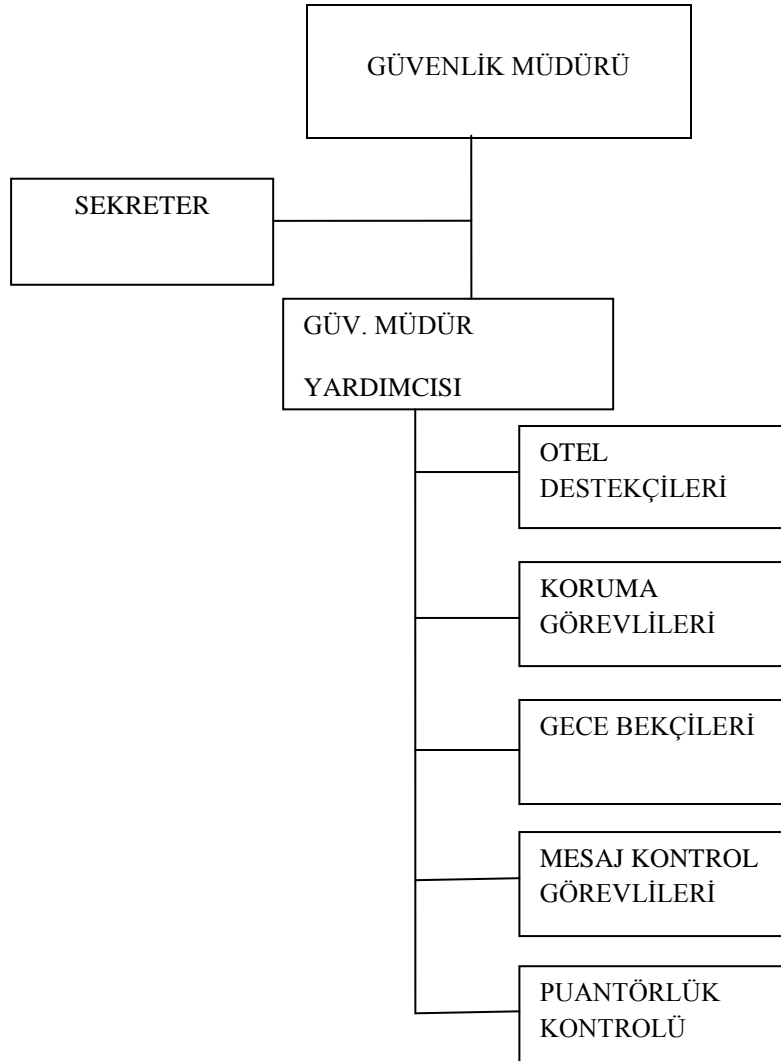 GÜVENLİK MÜDÜRÜ
SEKRETER
GÜV. MÜDÜR
YARDIMCISI
OTEL
DESTEKÇİLERİ
KORUMA
GÖREVLİLERİ
GECE BEKÇİLERİ
MESAJ KONTROL
GÖREVLİLERİ
PUANTÖRLÜK
KONTROLÜ